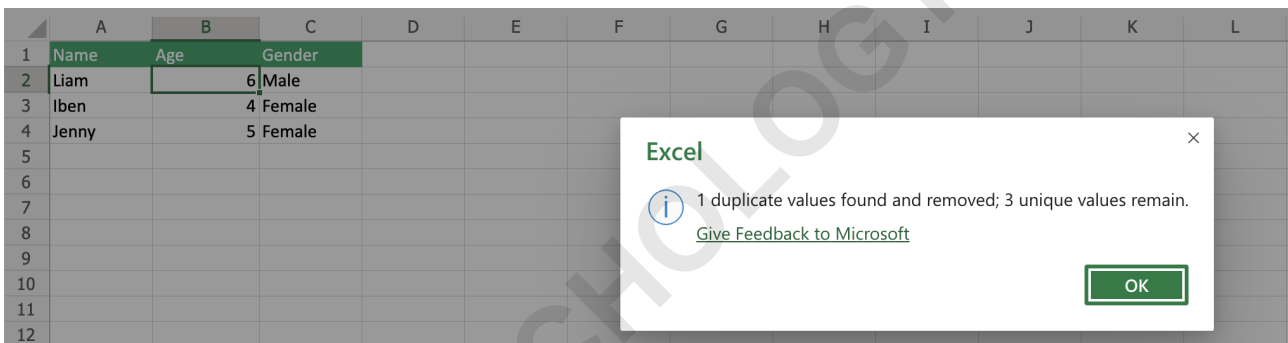 A B C D E F G H I J K L
1 Name Age Gender
2 Liam 6 Male
3 Iben 4 Female
4 Jenny 5 Female
5
6
7
8
9
10
11
12
Excel
1 duplicate values found and removed; 3 unique values remain.
Give Feedback to Microsoft
OK
GHOLOG